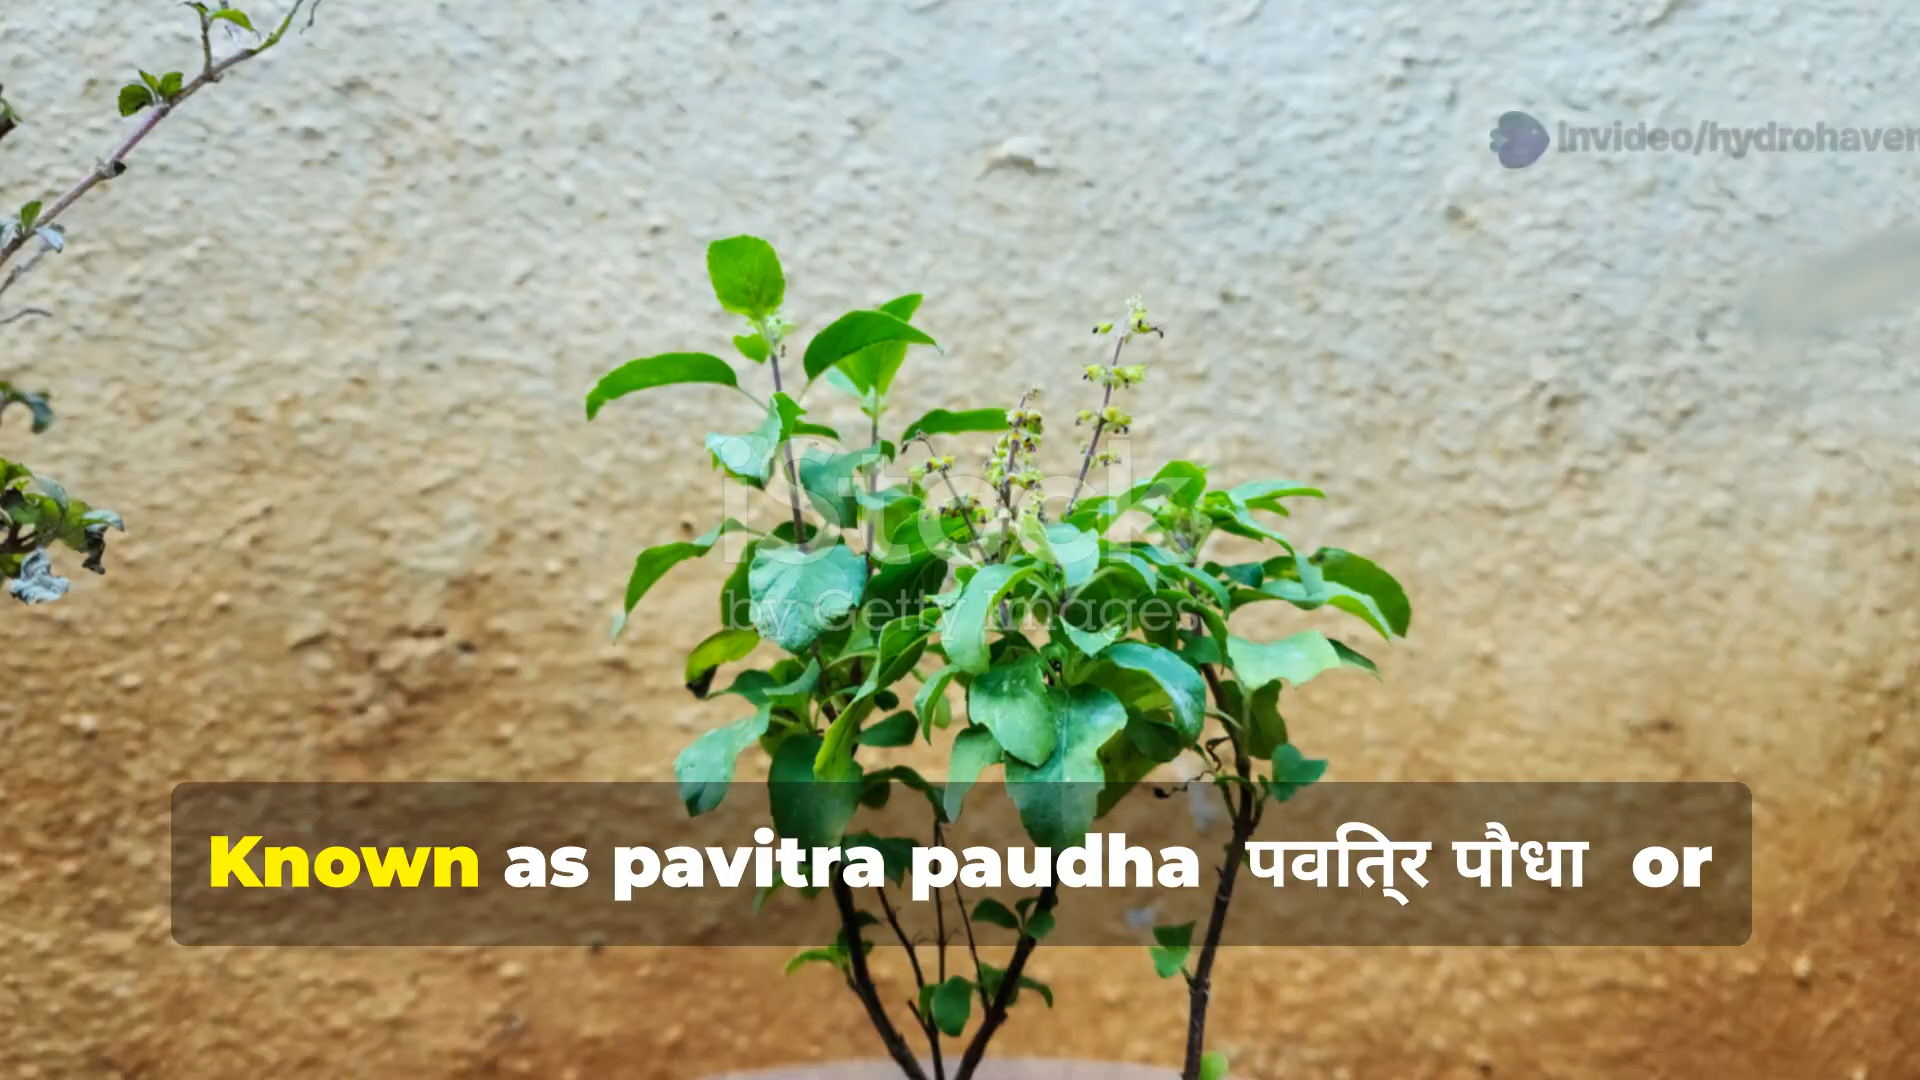 invideo/hydrohaven
iStock
by Getty Images
Known as pavitra paudha पवित्र पौधा or